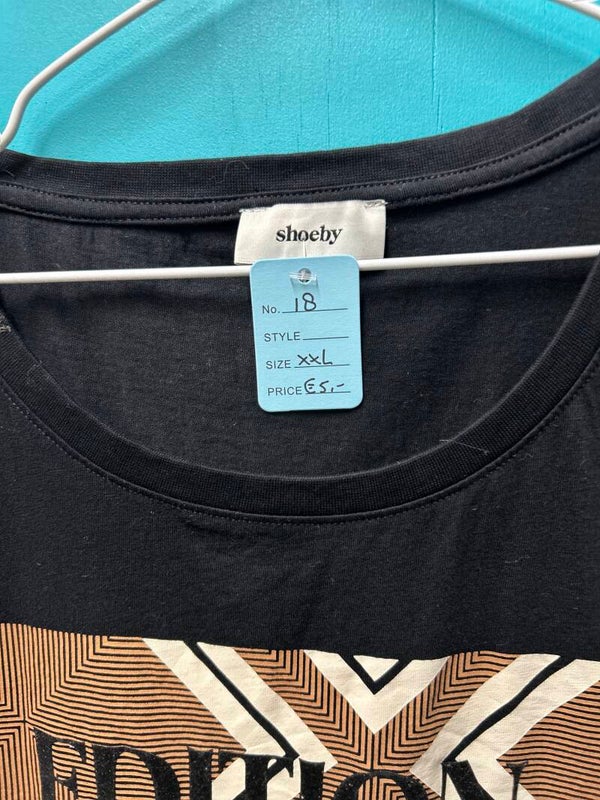 shoeby
No. 18
STYLE
SIZE XXL
PRICE €5,-
EDITION